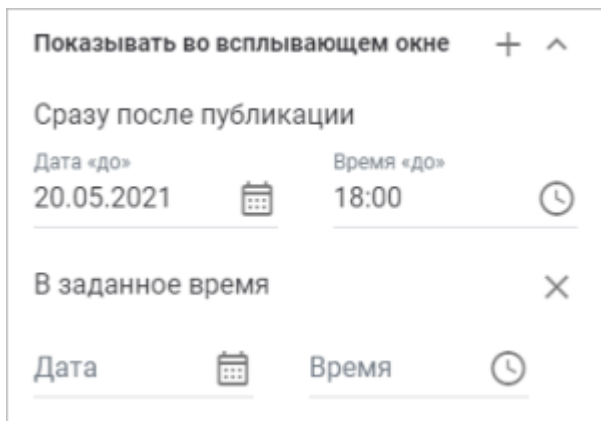 Показывать во всплывающем окне
Сразу после публикации
Дата «до» Время «до»
20.05.2021 18:00
В заданное время
Дата Время